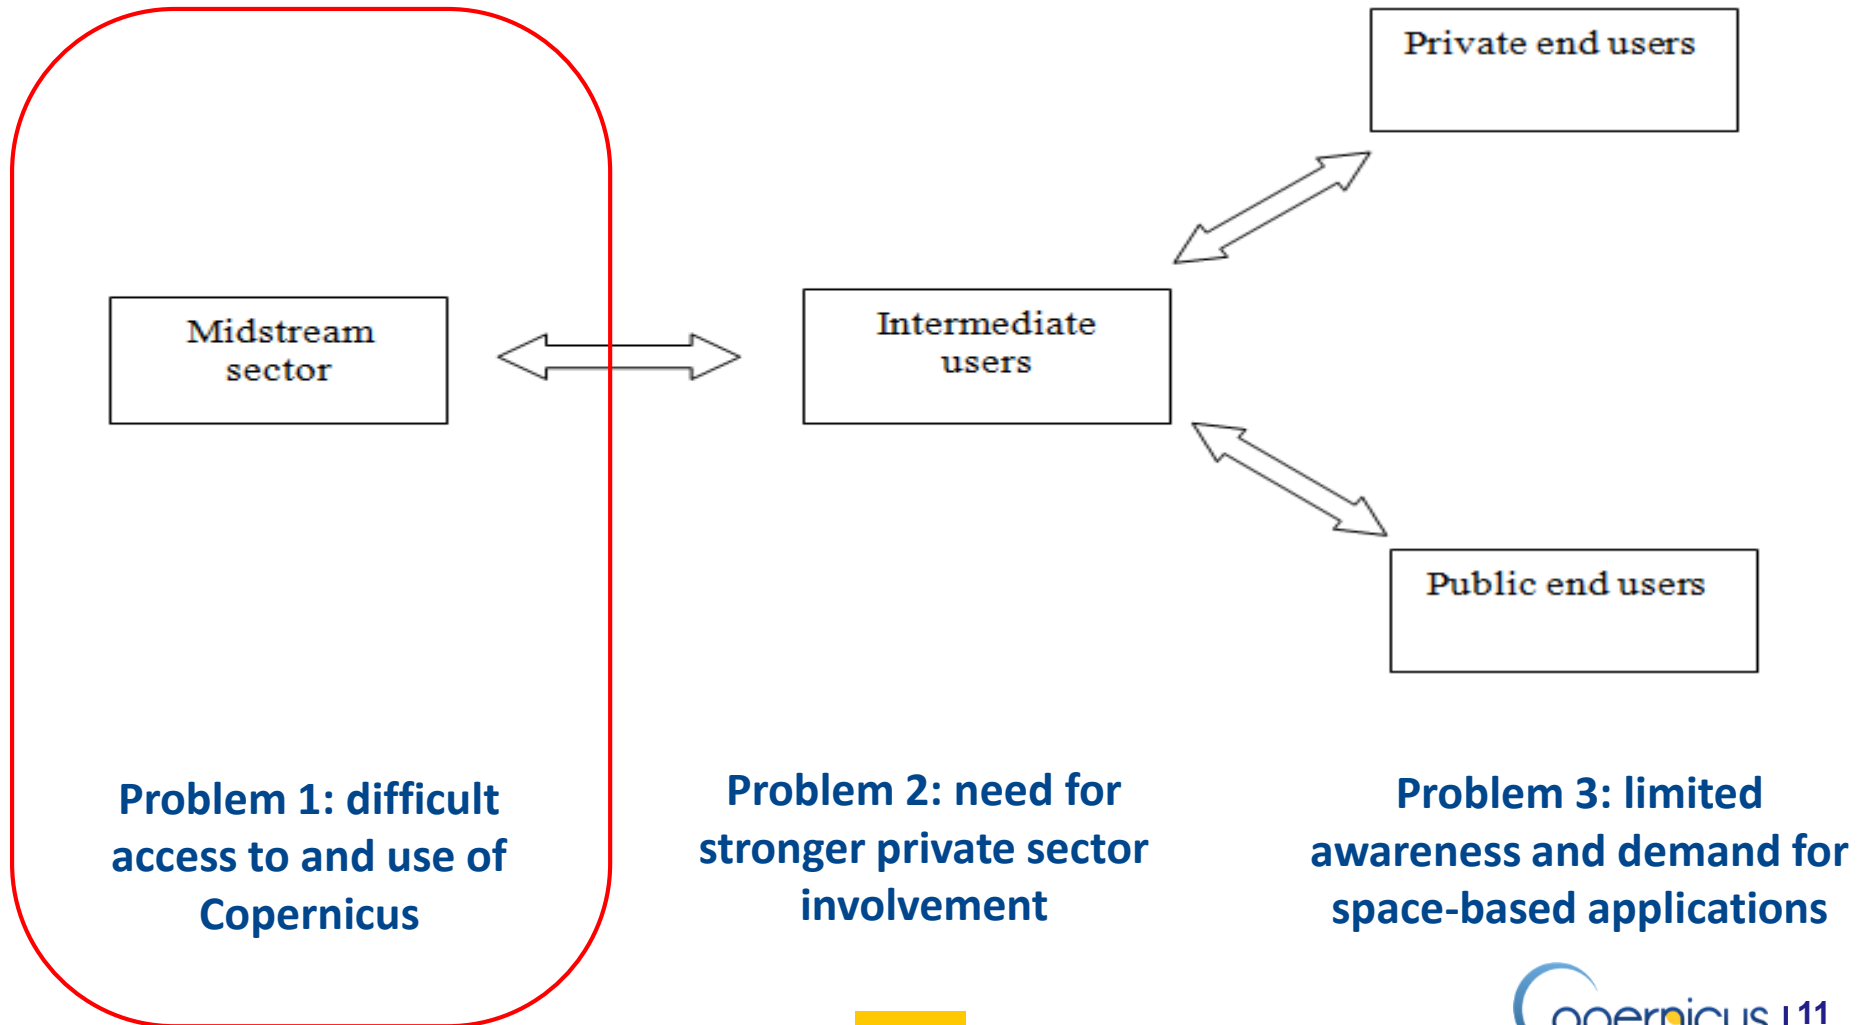 Private end users
Midstream
sector
Intermediate
users
Public end users
Problem 1: difficult
access to and use of
Copernicus
Problem 2: need for
stronger private sector
involvement
Problem 3: limited
awareness and demand for
space-based applications
opernicus | 11